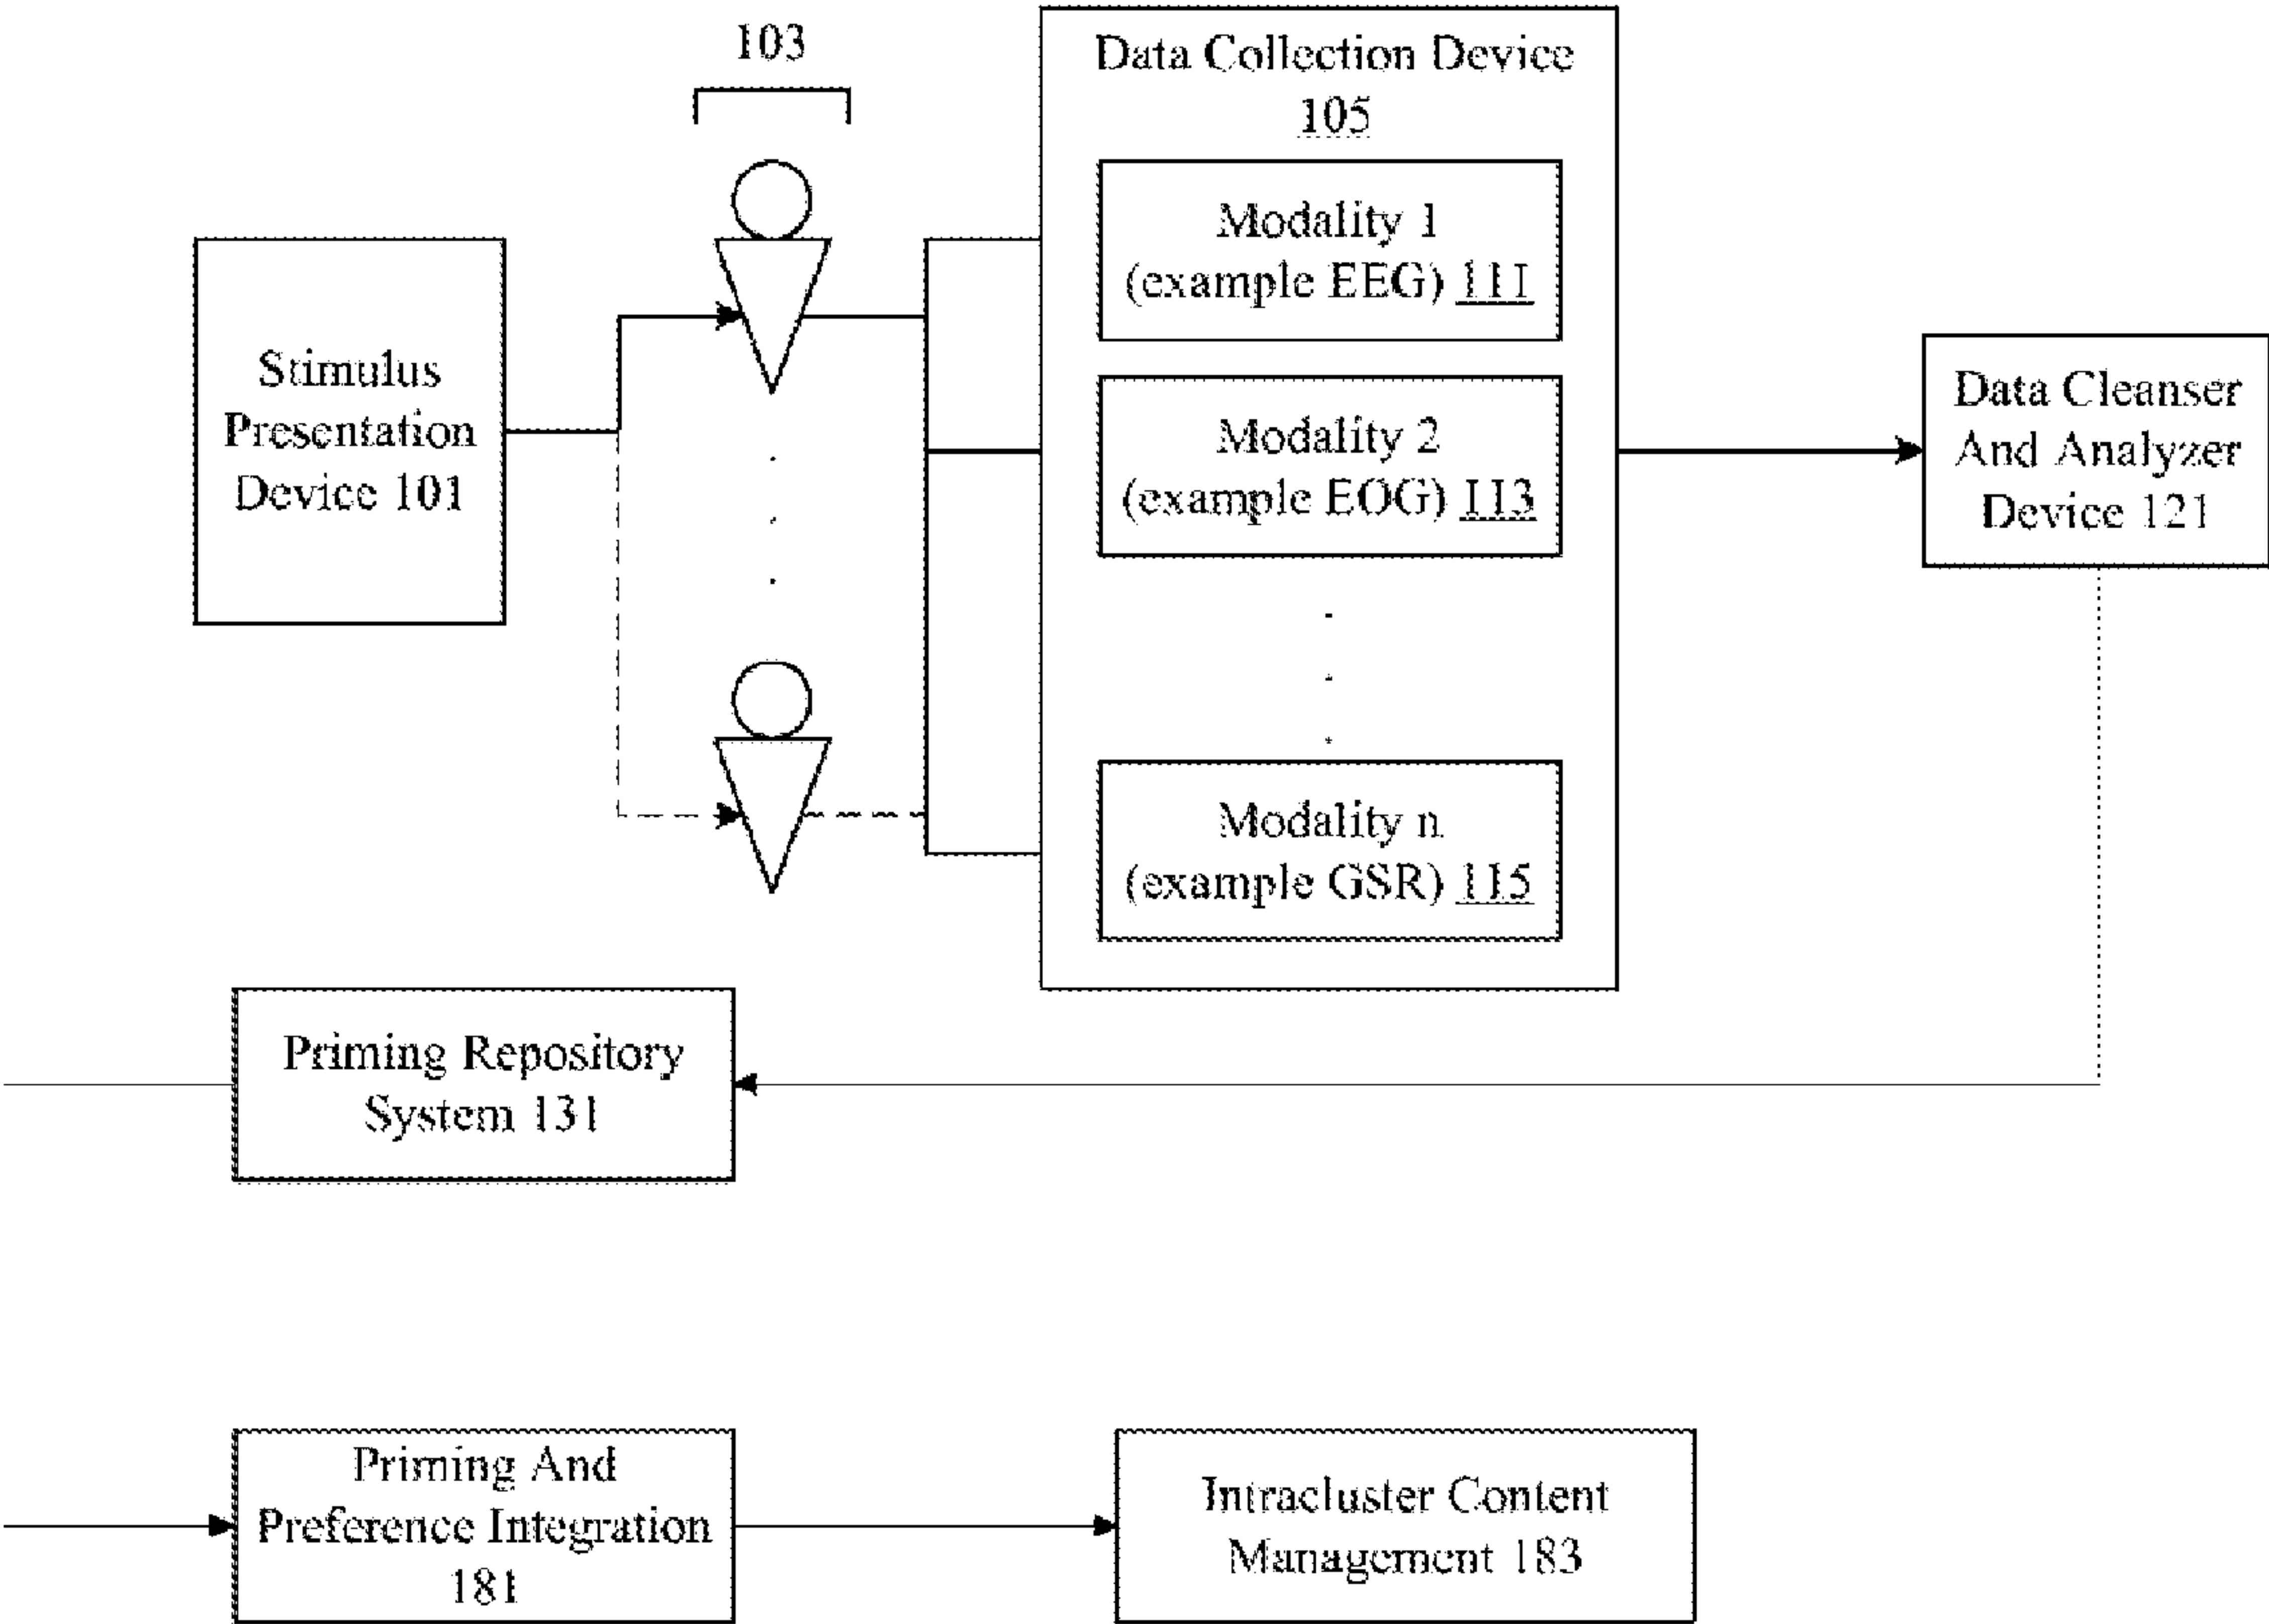 103
Data Collection Device
105
Modality 1
(example EEG) 111
Stimulus
Presentation
Device 101
Data Cleanser
And Analyzer
Device 121
Modality 2
(example EOG) 113
Modality n
(example GSR) 115
Priming Repository
System 131
Priming And
Preference Integration
181
Intracluster Content
Management 183